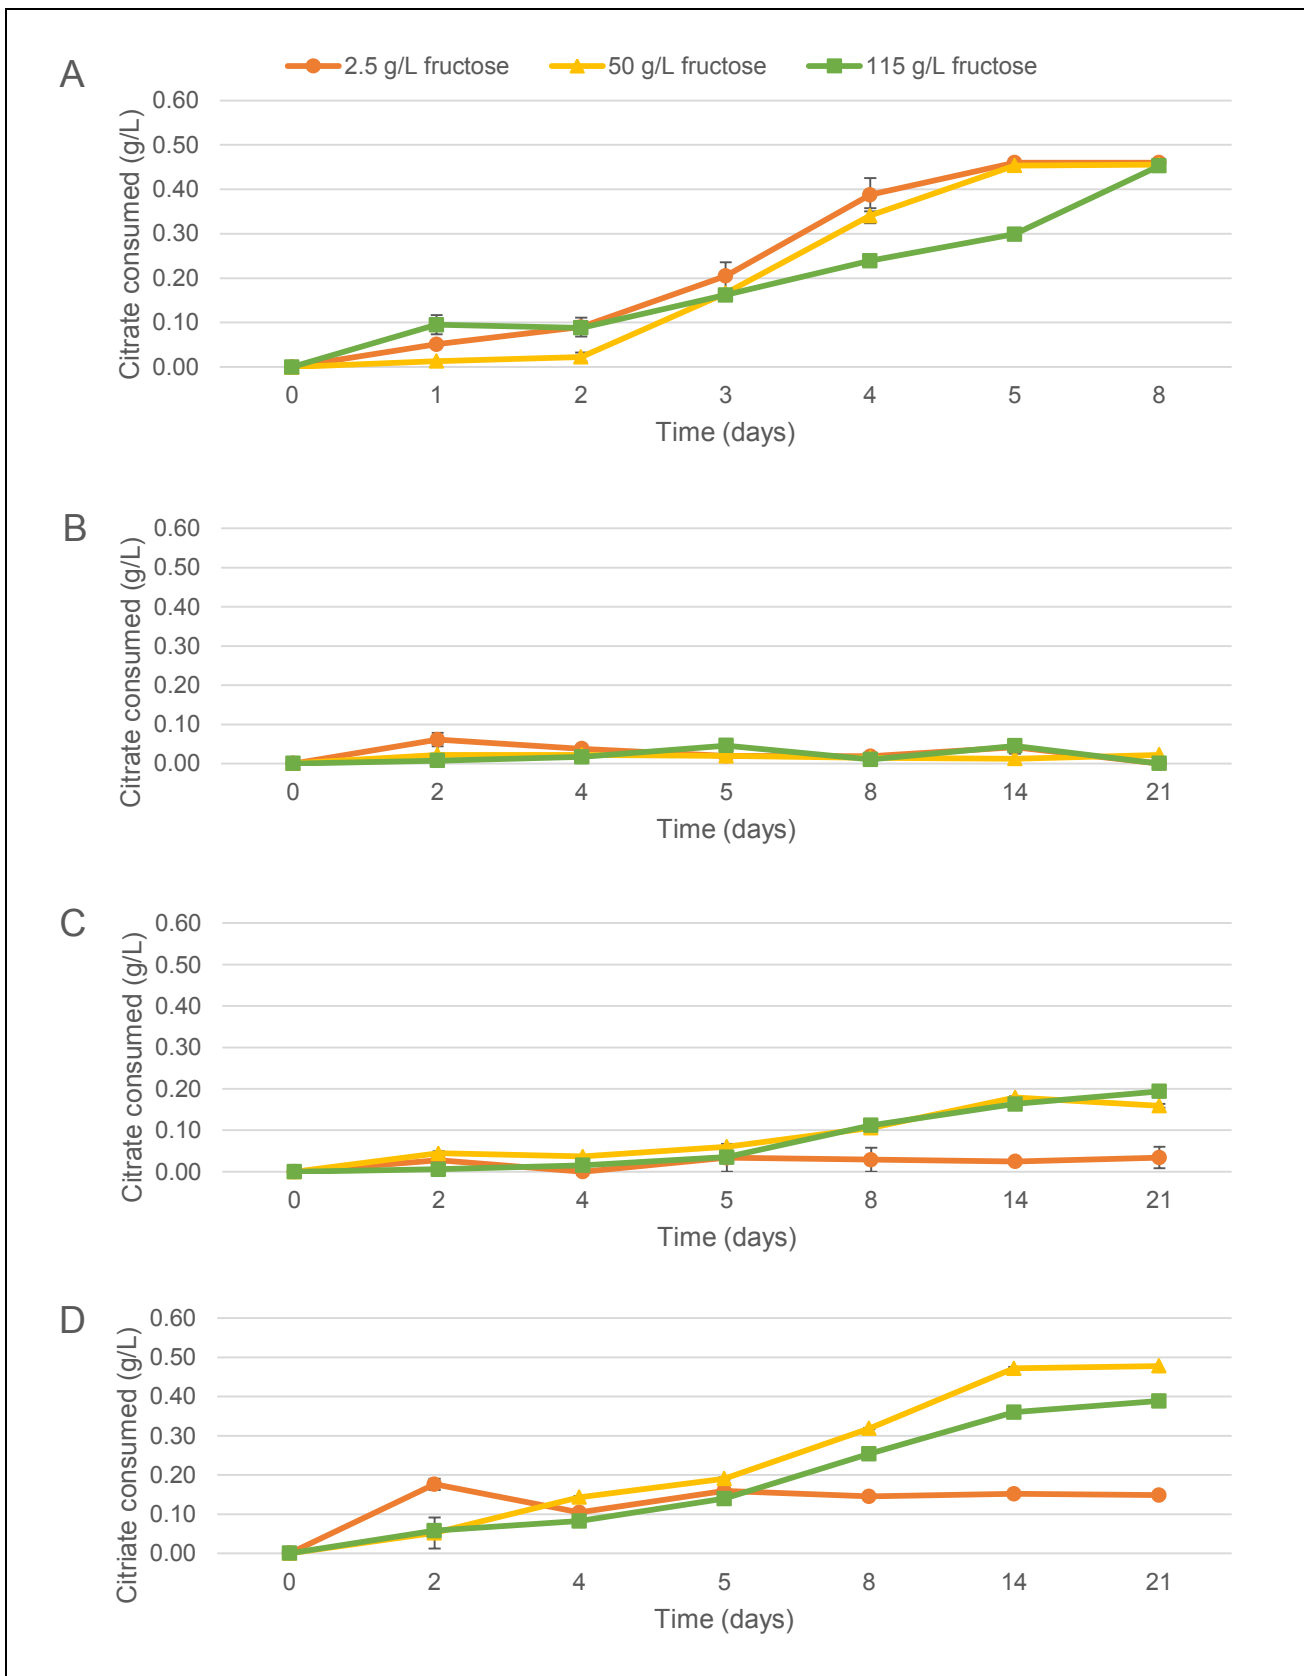 A
2.5 g/L fructose 50 g/L fructose 115 g/L fructose
Citrate consumed (g/L)
0.60
0.50
0.40
0.30
0.20
0.10
0.00
0 1 2 3 4 5 8
Time (days)
B
Citrate consumed (g/L)
0.60
0.50
0.40
0.30
0.20
0.10
0.00
0 2 4 5 8 14 21
Time (days)
C
Citrate consumed (g/L)
0.60
0.50
0.40
0.30
0.20
0.10
0.00
0 2 4 5 8 14 21
Time (days)
D
Citriate consumed (g/L)
0.60
0.50
0.40
0.30
0.20
0.10
0.00
0 2 4 5 8 14 21
Time (days)